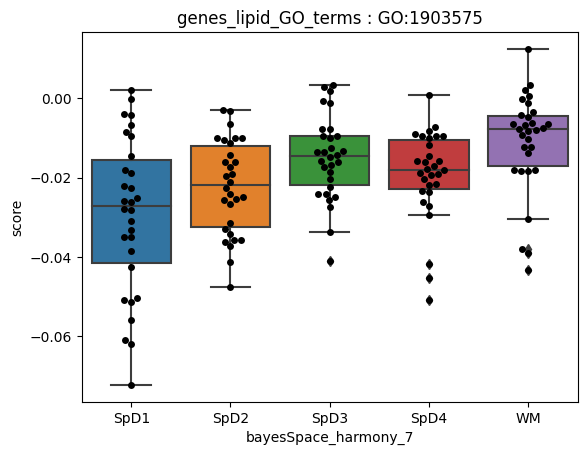 genes_lipid_GO_terms : GO:1903575
0.00
−0.02
−0.04
−0.06
score
SpD1 SpD2 SpD3 SpD4 WM
bayesSpace_harmony_7